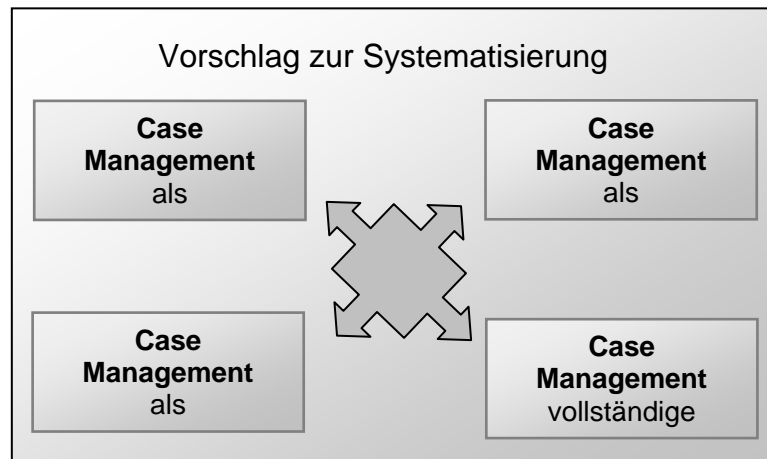 Vorschlag zur Systematisierung
Case
Management
als
Case
Management
als
Case
Management
als
Case
Management
vollständige